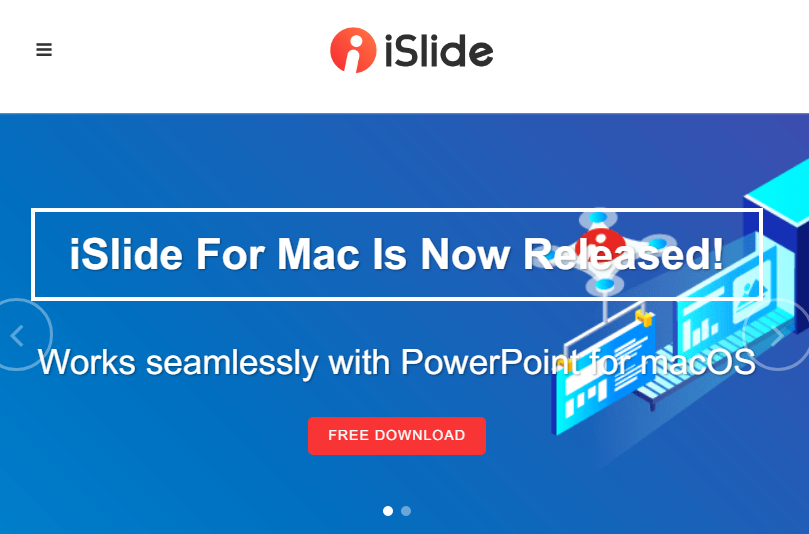 iSlide
iSlide For Mac Is Now Released!
Works seamlessly with PowerPoint for macOS
FREE DOWNLOAD